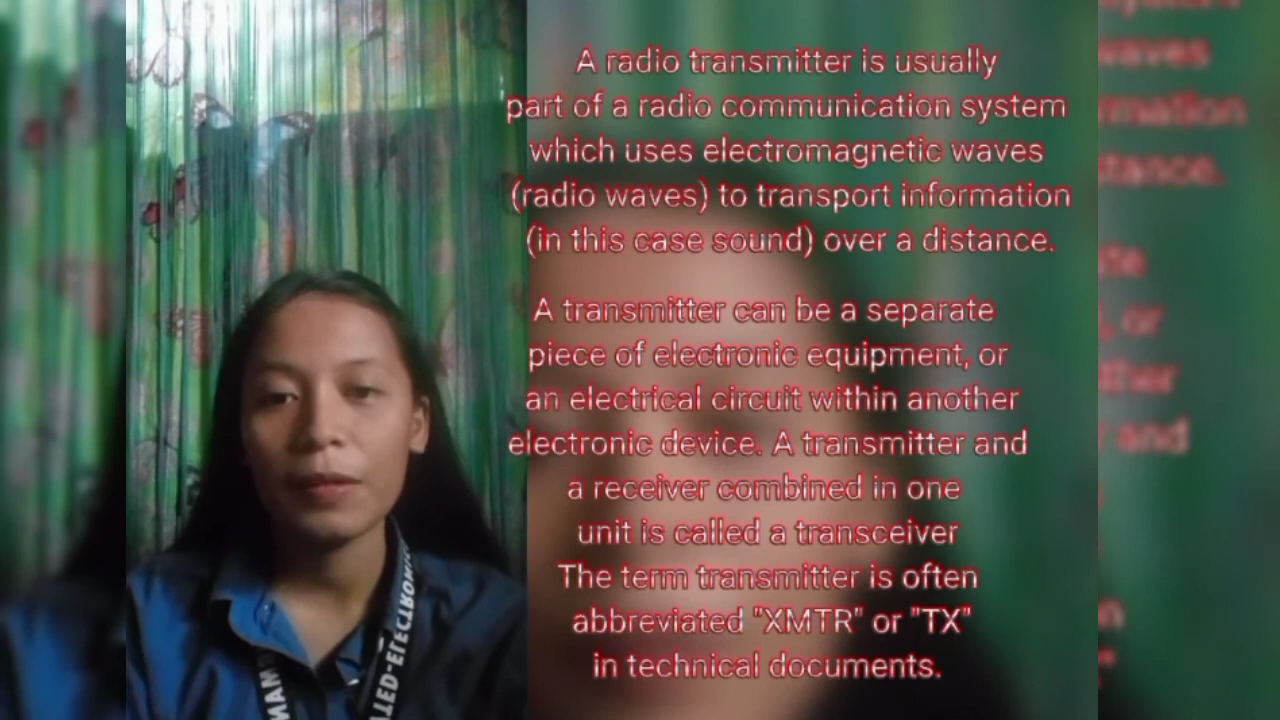 A radio transmitter is usually
part of a radio communication system
which uses electromagnetic waves
(radio waves) to transport information
(in this case sound) over a distance.
A transmitter can be a separate
piece of electronic equipment, or
an electrical circuit within another
electronic device. A transmitter and
a receiver combined in one
unit is called a transceiver
The term transmitter is often
abbreviated "XMTR" or "TX"
in technical documents.